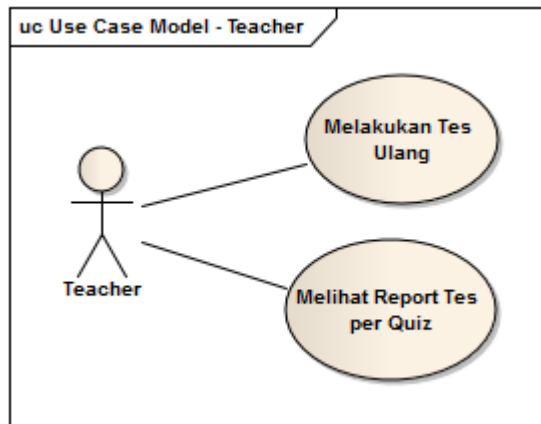 uc Use Case Model - Teacher
Melakukan Tes
Ulang
Teacher
Melihat Report Tes
per Quiz